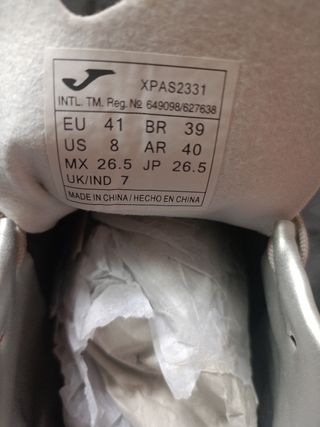 XPAS2331
INTL. TM. Reg. Nº 649098/627638
EU 41 BR 39
US 8 AR 40
MX 26.5 JP 26.5
UK/IND 7
MADE IN CHINA / HECHO EN CHINA